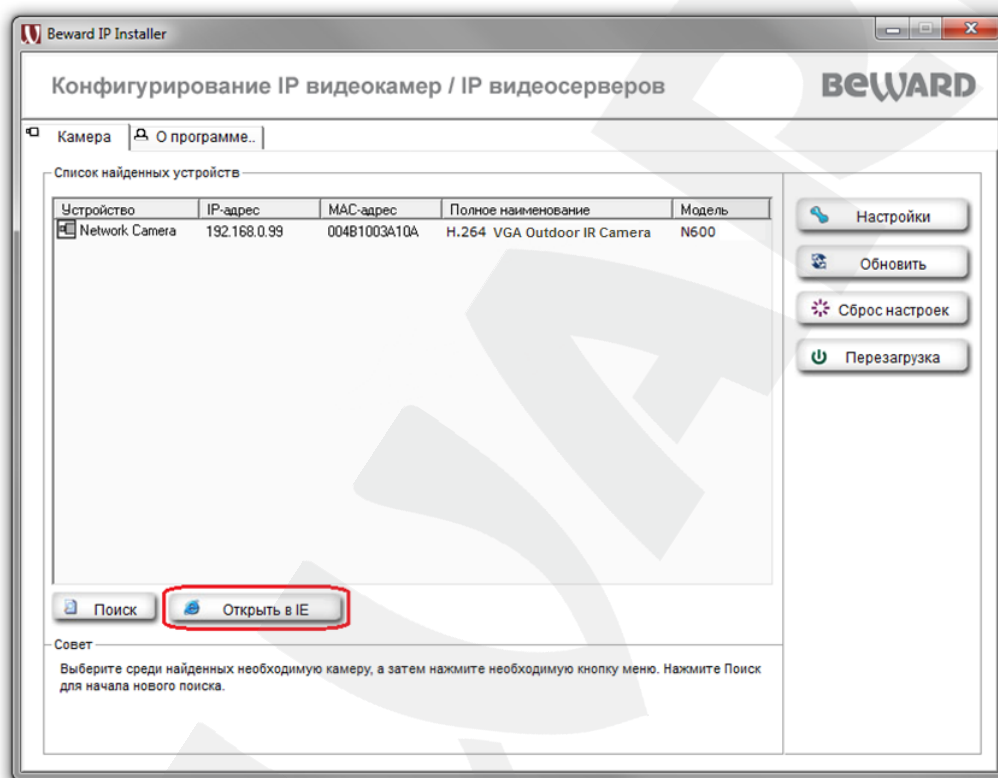 Beward IP Installer
Конфигурирование IP видеокамер / IP видеосерверов
BEWARD
Камера
О программе..
Список найденных устройств
Устройство IP-адрес MAC-адрес Полное наименование Модель
Network Camera 192.168.0.99 004B1003A10A H.264 VGA Outdoor IR Camera N600
Настройки
Обновить
Сброс настроек
Перезагрузка
Поиск
Открыть в IE
Совет
Выберите среди найденных необходимую камеру, а затем нажмите необходимую кнопку меню. Нажмите Поиск
для начала нового поиска.